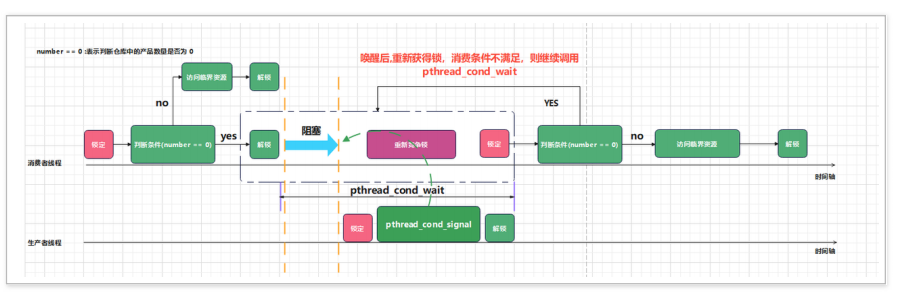 number == 0 :表示判断仓库中的产品数量是否为 0
唤醒后,重新获得锁，消费条件不满足，则继续调用
pthread_cond_wait
访问临界资源
解锁
no
YES
锁定
判断条件(number == 0)
yes
解锁
阻塞
重新竞争锁
锁定
判断条件(number == 0)
no
访问临界资源
解锁
消费者线程
时间轴
pthread_cond_wait
锁定
pthread_cond_signal
解锁
生产者线程
时间轴